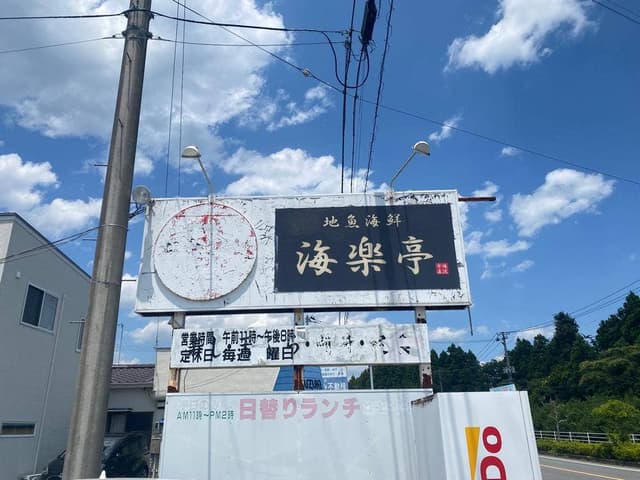 地魚海鮮
海楽亭
営業時間 午前11時～午後8時
定休日～毎週 曜日
AM11時～PM2時 日替りランチ
DO